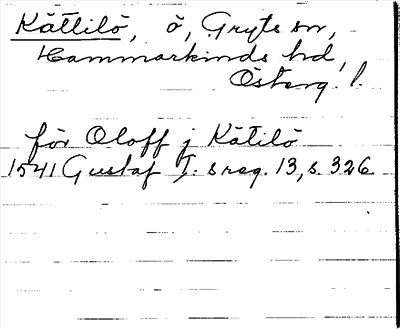 Kättilö, ö, Gryts sn,
Hammarkinds hd,
Österg. l.
för Oloff j Kätilö
1541 Gustaf I:s reg. 13, s. 326.